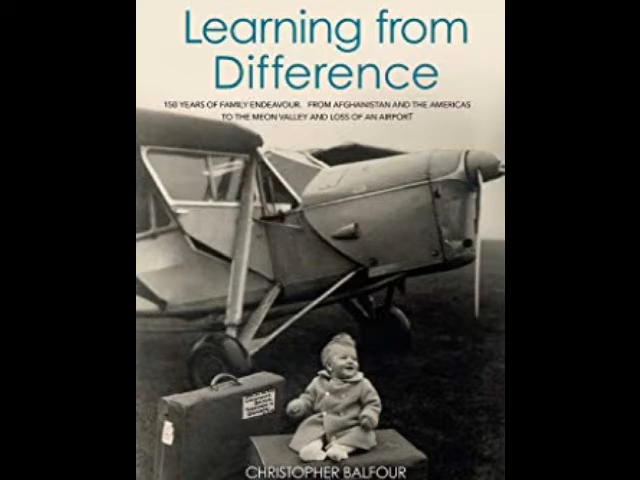 Learning from
Difference
150 YEARS OF FAMILY ENDEAVOUR. FROM AFGHANISTAN AND THE AMERICAS
TO THE MEON VALLEY AND LOSS OF AN AIRPORT
CHRISTOPHER BALFOUR